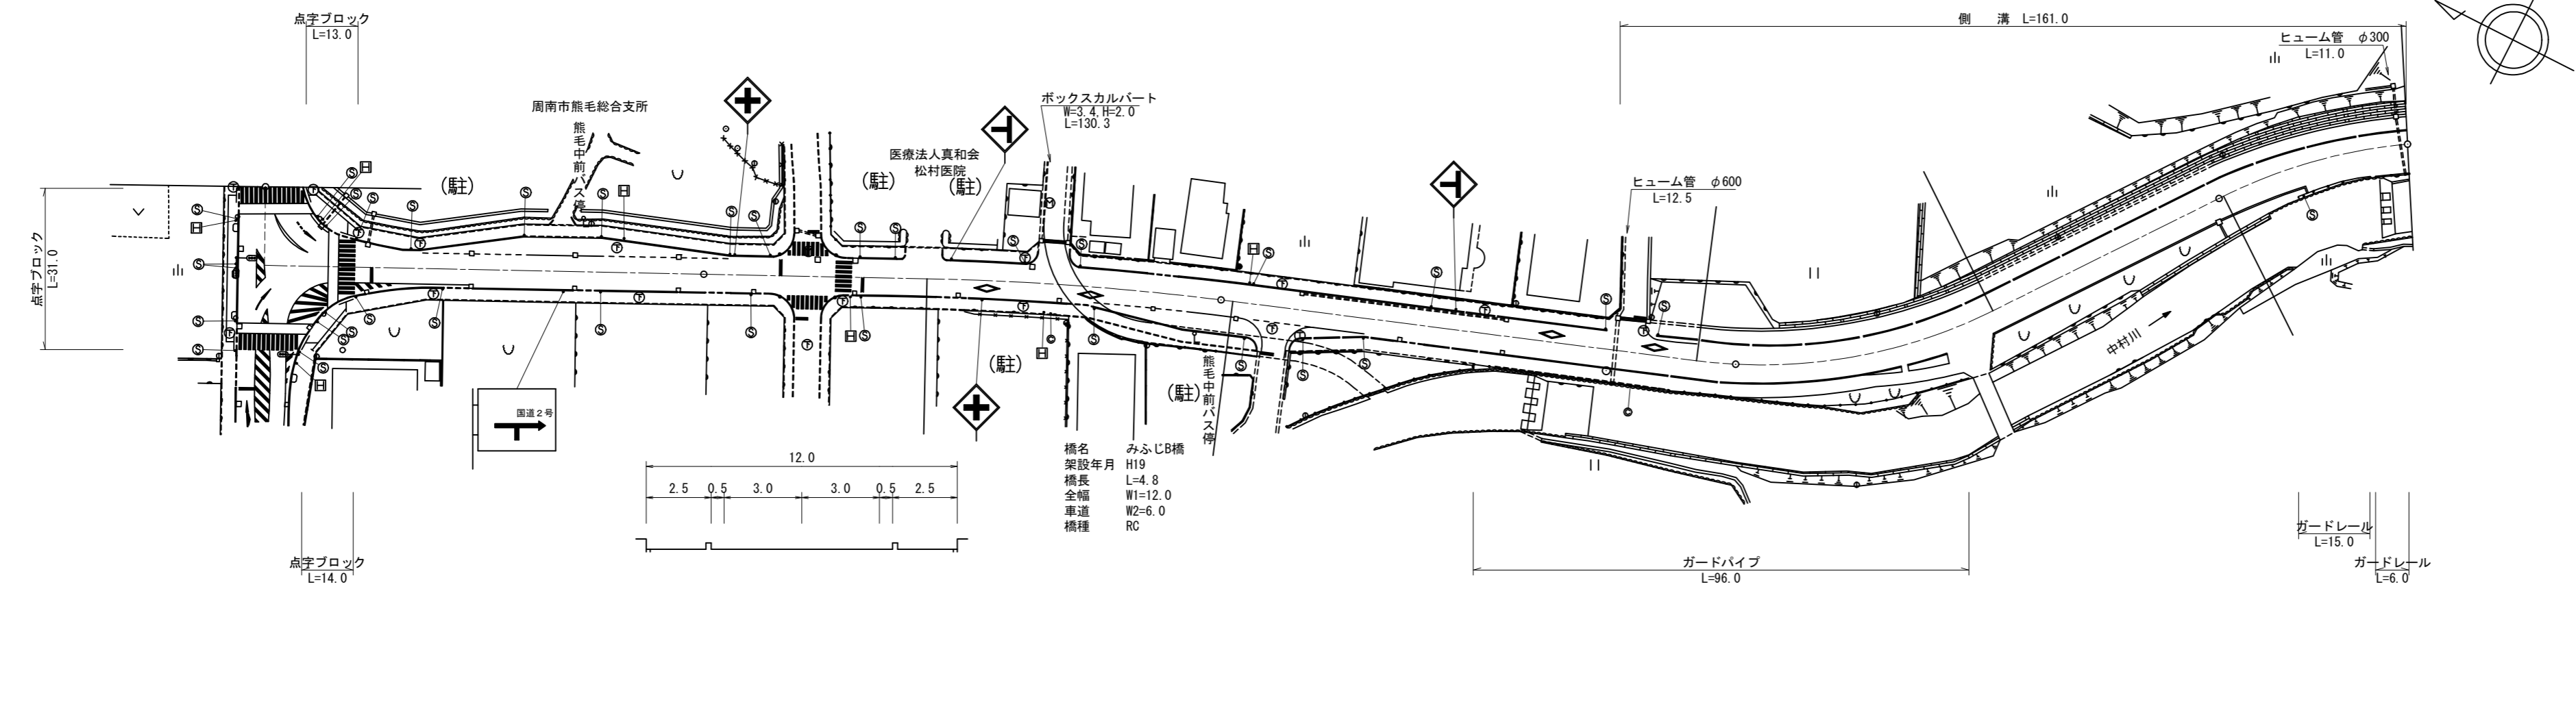 点字ブロック
L=13.0
側　溝 L=161.0
ヒューム管 φ300
L=11.0
周南市熊毛総合支所
熊毛中前バス停
ボックスカルバート
W=3.4,H=2.0
L=130.3
医療法人真和会
松村医院
(駐)
(駐)
(駐)
ヒューム管 φ600
L=12.5
点字ブロック
L=31.0
中村川
国道2号
(駐)
(駐)
熊毛中前バス停
橋名 みふじB橋
架設年月 H19
橋長 L=4.8
全幅 W1=12.0
車道 W2=6.0
橋種 RC
12.0
2.5 0.5 3.0 3.0 0.5 2.5
点字ブロック
L=14.0
ガードパイプ
L=96.0
ガードレール
L=15.0
ガードレール
L=6.0